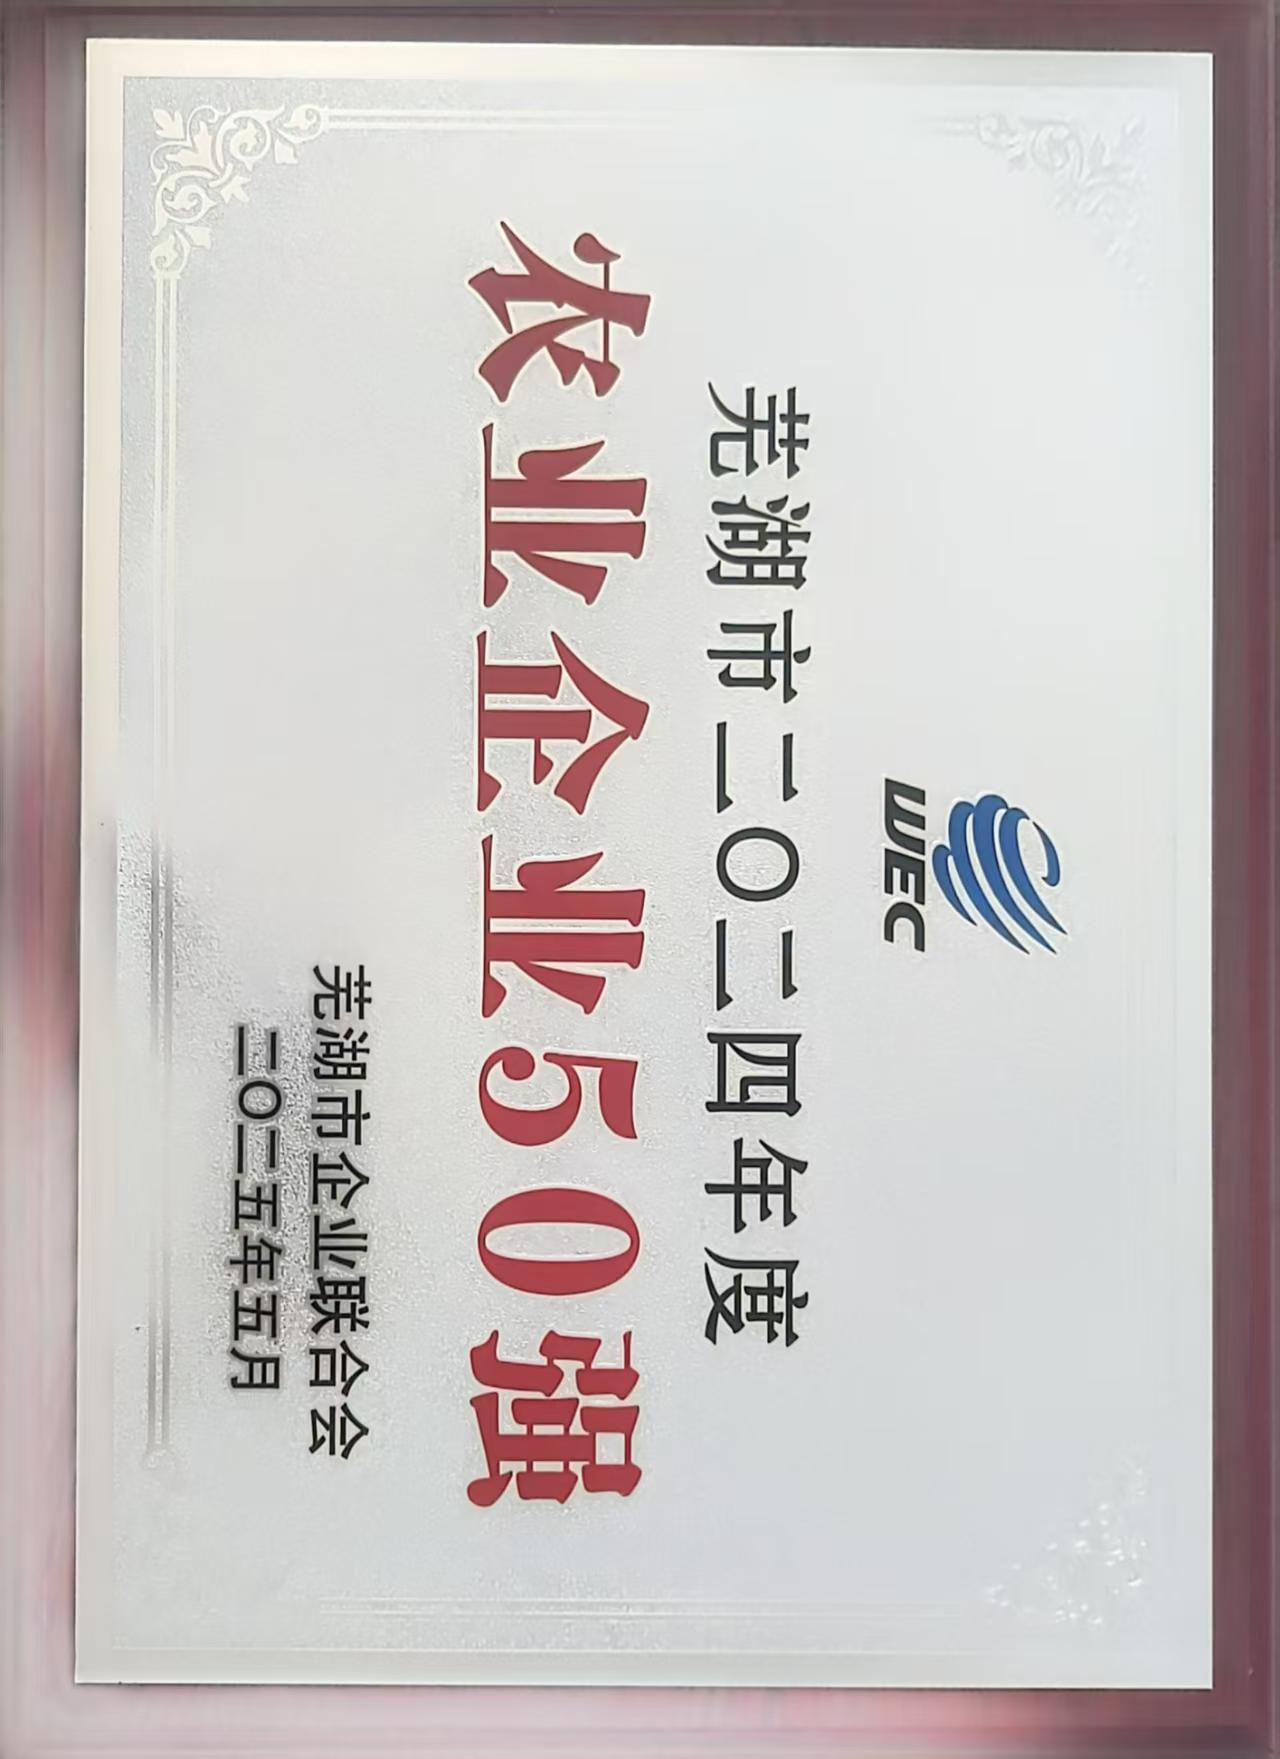 WEC
芜湖市二〇二四年度
农业企业50强
芜湖市企业联合会
二〇二五年五月